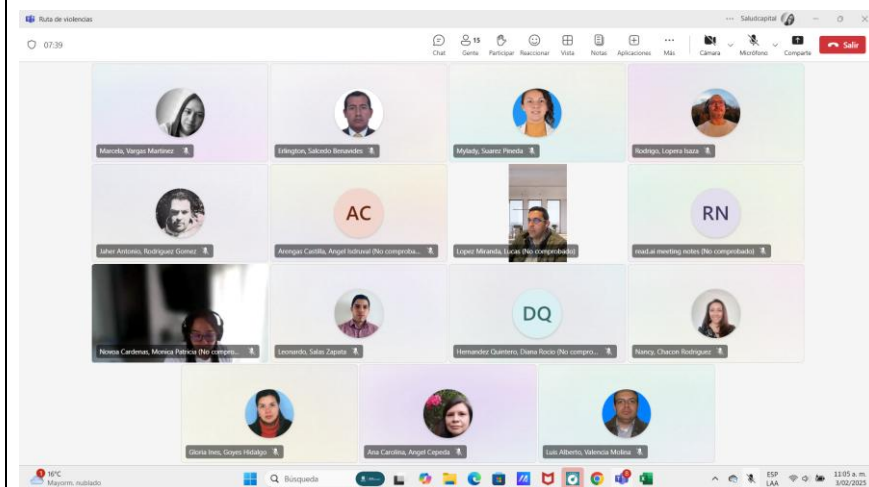 Ruta de violencias
Saludcapital
07:39
15
Chat Gente Participar Reaccionar Vista Notas Aplicaciones Más Cámara Micrófono Compartir Salir
Marcela, Vargas Martinez
Erlington, Salcedo Benavides
Mylady, Suarez Pineda
Rodrigo, Lopera Isaza
AC
RN
Jaher Antonio, Rodriguez Gomez
Arengas Castilla, Angel Isdruval (No comproba...
Lopez Miranda, Lucas (No comprobado)
read.ai meeting notes (No comprobado)
DQ
Novoa Cardenas, Monica Patricia (No compro...
Leonardo, Salas Zapata
Hernandez Quintero, Diana Rocio (No compro...
Nancy, Chacon Rodriguez
Gloria Ines, Goyes Hidalgo
Ana Carolina, Angel Cepeda
Luis Alberto, Valencia Molina
16°C
Mayorm. nublado
Búsqueda
ESP
LAA
11:05 a. m.
3/02/2025